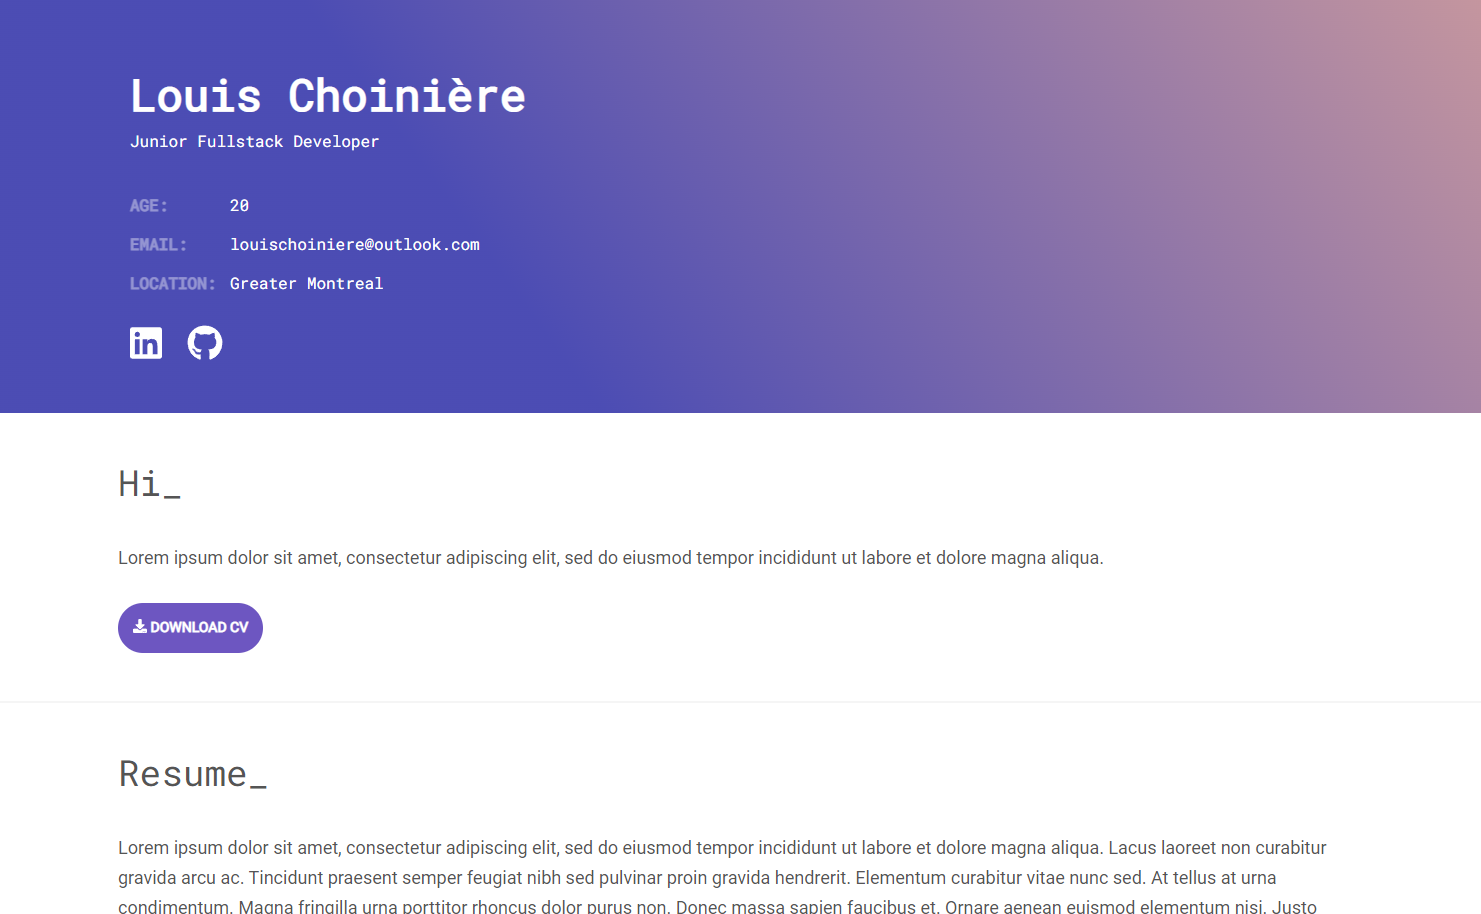 Louis Choinière
Junior Fullstack Developer
AGE: 20
EMAIL: louischoiniere@outlook.com
LOCATION: Greater Montreal
in
Hi_
Lorem ipsum dolor sit amet, consectetur adipiscing elit, sed do eiusmod tempor incididunt ut labore et dolore magna aliqua.
DOWNLOAD CV
Resume_
Lorem ipsum dolor sit amet, consectetur adipiscing elit, sed do eiusmod tempor incididunt ut labore et dolore magna aliqua. Lacus laoreet non curabitur
gravida arcu ac. Tincidunt praesent semper feugiat nibh sed pulvinar proin gravida hendrerit. Elementum curabitur vitae nunc sed. At tellus at urna
condimentum. Magna fringilla urna porttitor rhoncus dolor purus non. Donec massa sapien faucibus et. Ornare aenean euismod elementum nisi. Justo